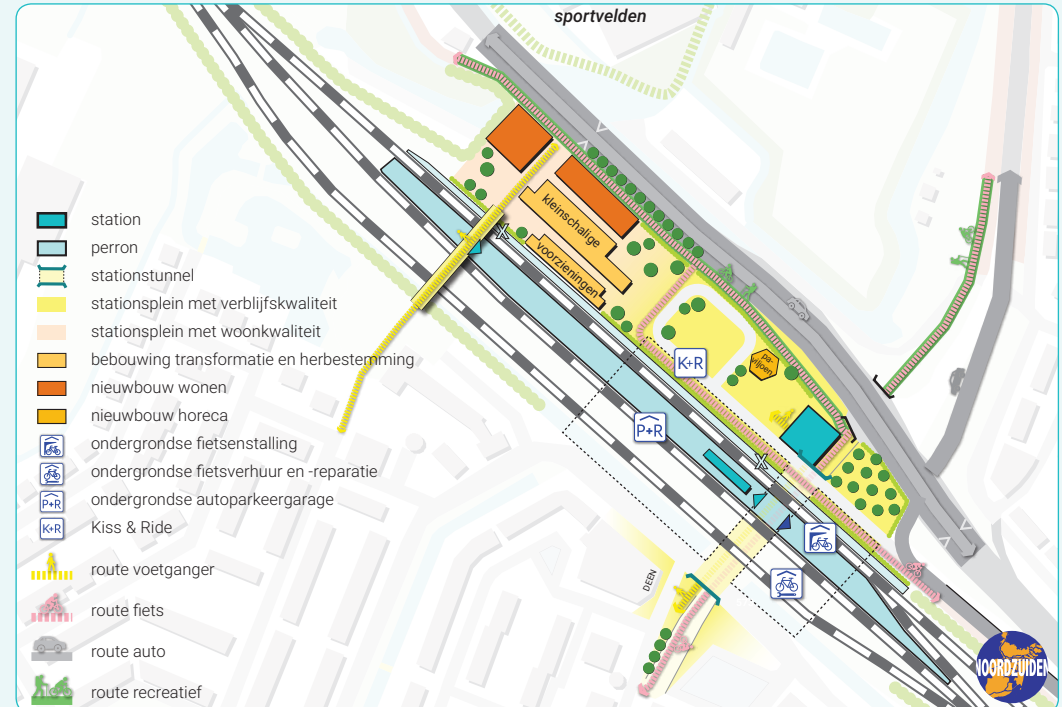 sportvelden
station
perron
stationstunnel
stationsplein met verblijfskwaliteit
stationsplein met woonkwaliteit
bebouwing transformatie en herbestemming
nieuwbouw wonen
nieuwbouw horeca
ondergrondse fietsenstalling
ondergrondse fietsverhuur en -reparatie
P+R
ondergrondse autoparkeergarage
K+R
Kiss & Ride
route voetganger
route fiets
route auto
route recreatief
kleinschalige
voorzieningen
X
K+R
pa-
viljoen
P+R
X
DEEN
NOORDZUIDEN